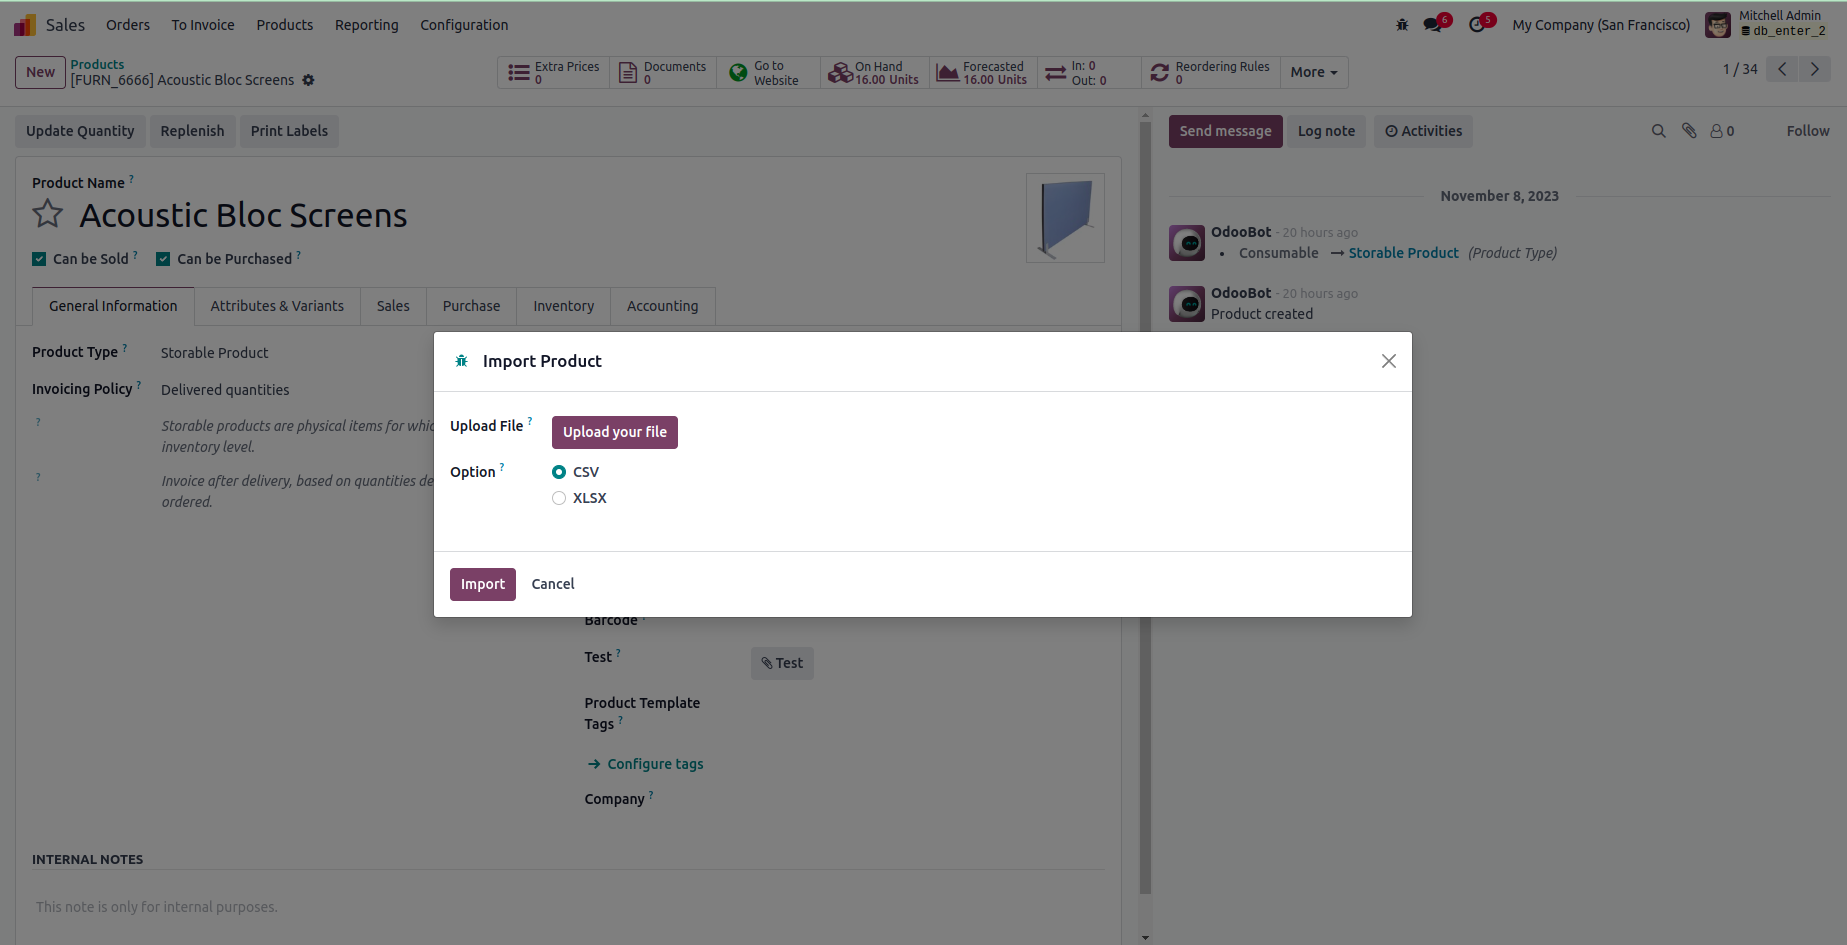 Sales Orders To Invoice Products Reporting Configuration 6 5 My Company (San Francisco) Mitchell Admin
db_enter_2
New Products
[FURN_6666] Acoustic Bloc Screens
Extra Prices
0
Documents
0
Go to
Website
On Hand
16.00 Units
Forecasted
16.00 Units
In: 0
Out: 0
Reordering Rules
0
More
1 / 34
Update Quantity Replenish Print Labels
Send message Log note Activities 0 Follow
Product Name ?
Acoustic Bloc Screens
Can be Sold ? Can be Purchased ?
General Information Attributes & Variants Sales Purchase Inventory Accounting
Product Type ? Storable Product
Invoicing Policy ? Delivered quantities
? Storable products are physical items for whic
inventory level.
? Invoice after delivery, based on quantities de
ordered.
November 8, 2023
OdooBot - 20 hours ago
• Consumable → Storable Product (Product Type)
OdooBot - 20 hours ago
Product created
Import Product
Upload File ? Upload your file
Option ? CSV
XLSX
Import Cancel
Barcode
Test ? Test
Product Template
Tags ?
→ Configure tags
Company ?
INTERNAL NOTES
This note is only for internal purposes.